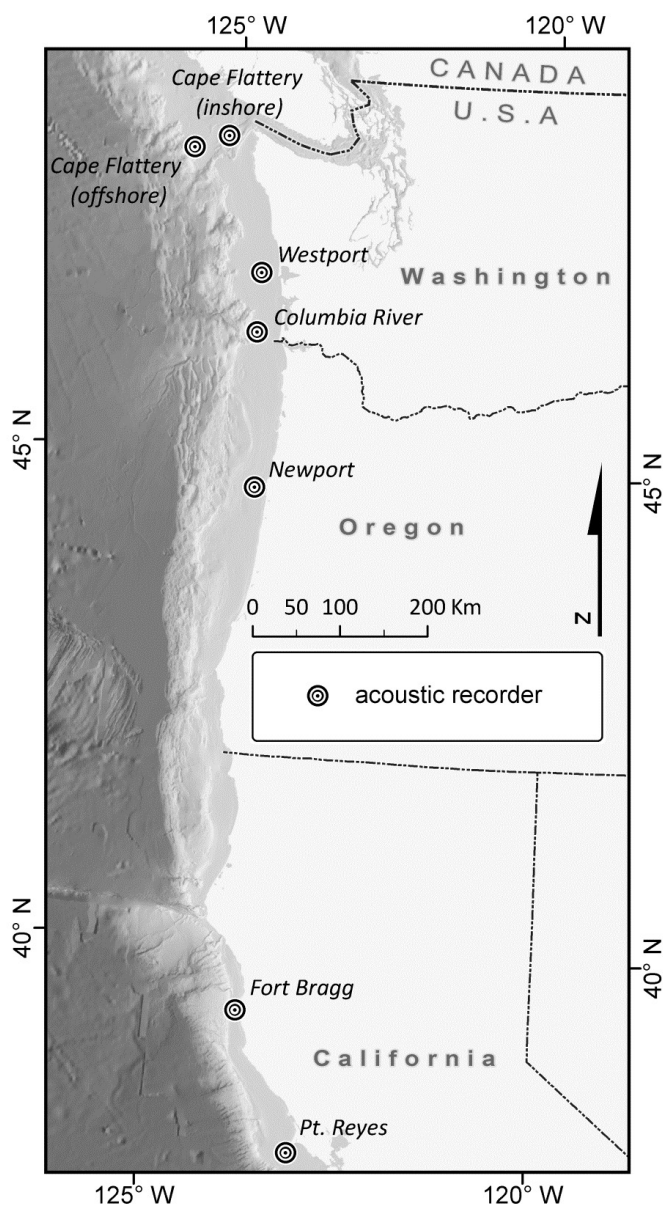 125° W
120° W
Cape Flattery
(inshore)
CANADA
U.S.A
Cape Flattery
(offshore)
Westport
Washington
Columbia River
45° N
45° N
Newport
Oregon
0 50 100 200 Km
N
acoustic recorder
40° N
40° N
Fort Bragg
California
Pt. Reyes
125° W
120° W